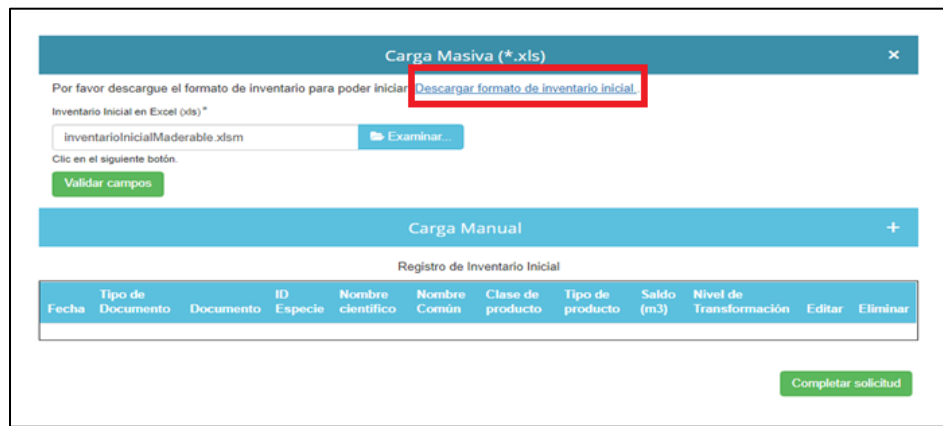 Carga Masiva (*.xls) ×
Por favor descargue el formato de inventario para poder iniciar. Descargar formato de inventario inicial.
Inventario Inicial en Excel (xls)*
inventarioInicialMaderable.xlsm Examinar...
Clic en el siguiente botón.
Validar campos
Carga Manual +
Registro de Inventario Inicial
Fecha Tipo de Documento Documento ID Especie Nombre científico Nombre Común Clase de producto Tipo de producto Saldo (m3) Nivel de Transformación Editar Eliminar
Completar solicitud